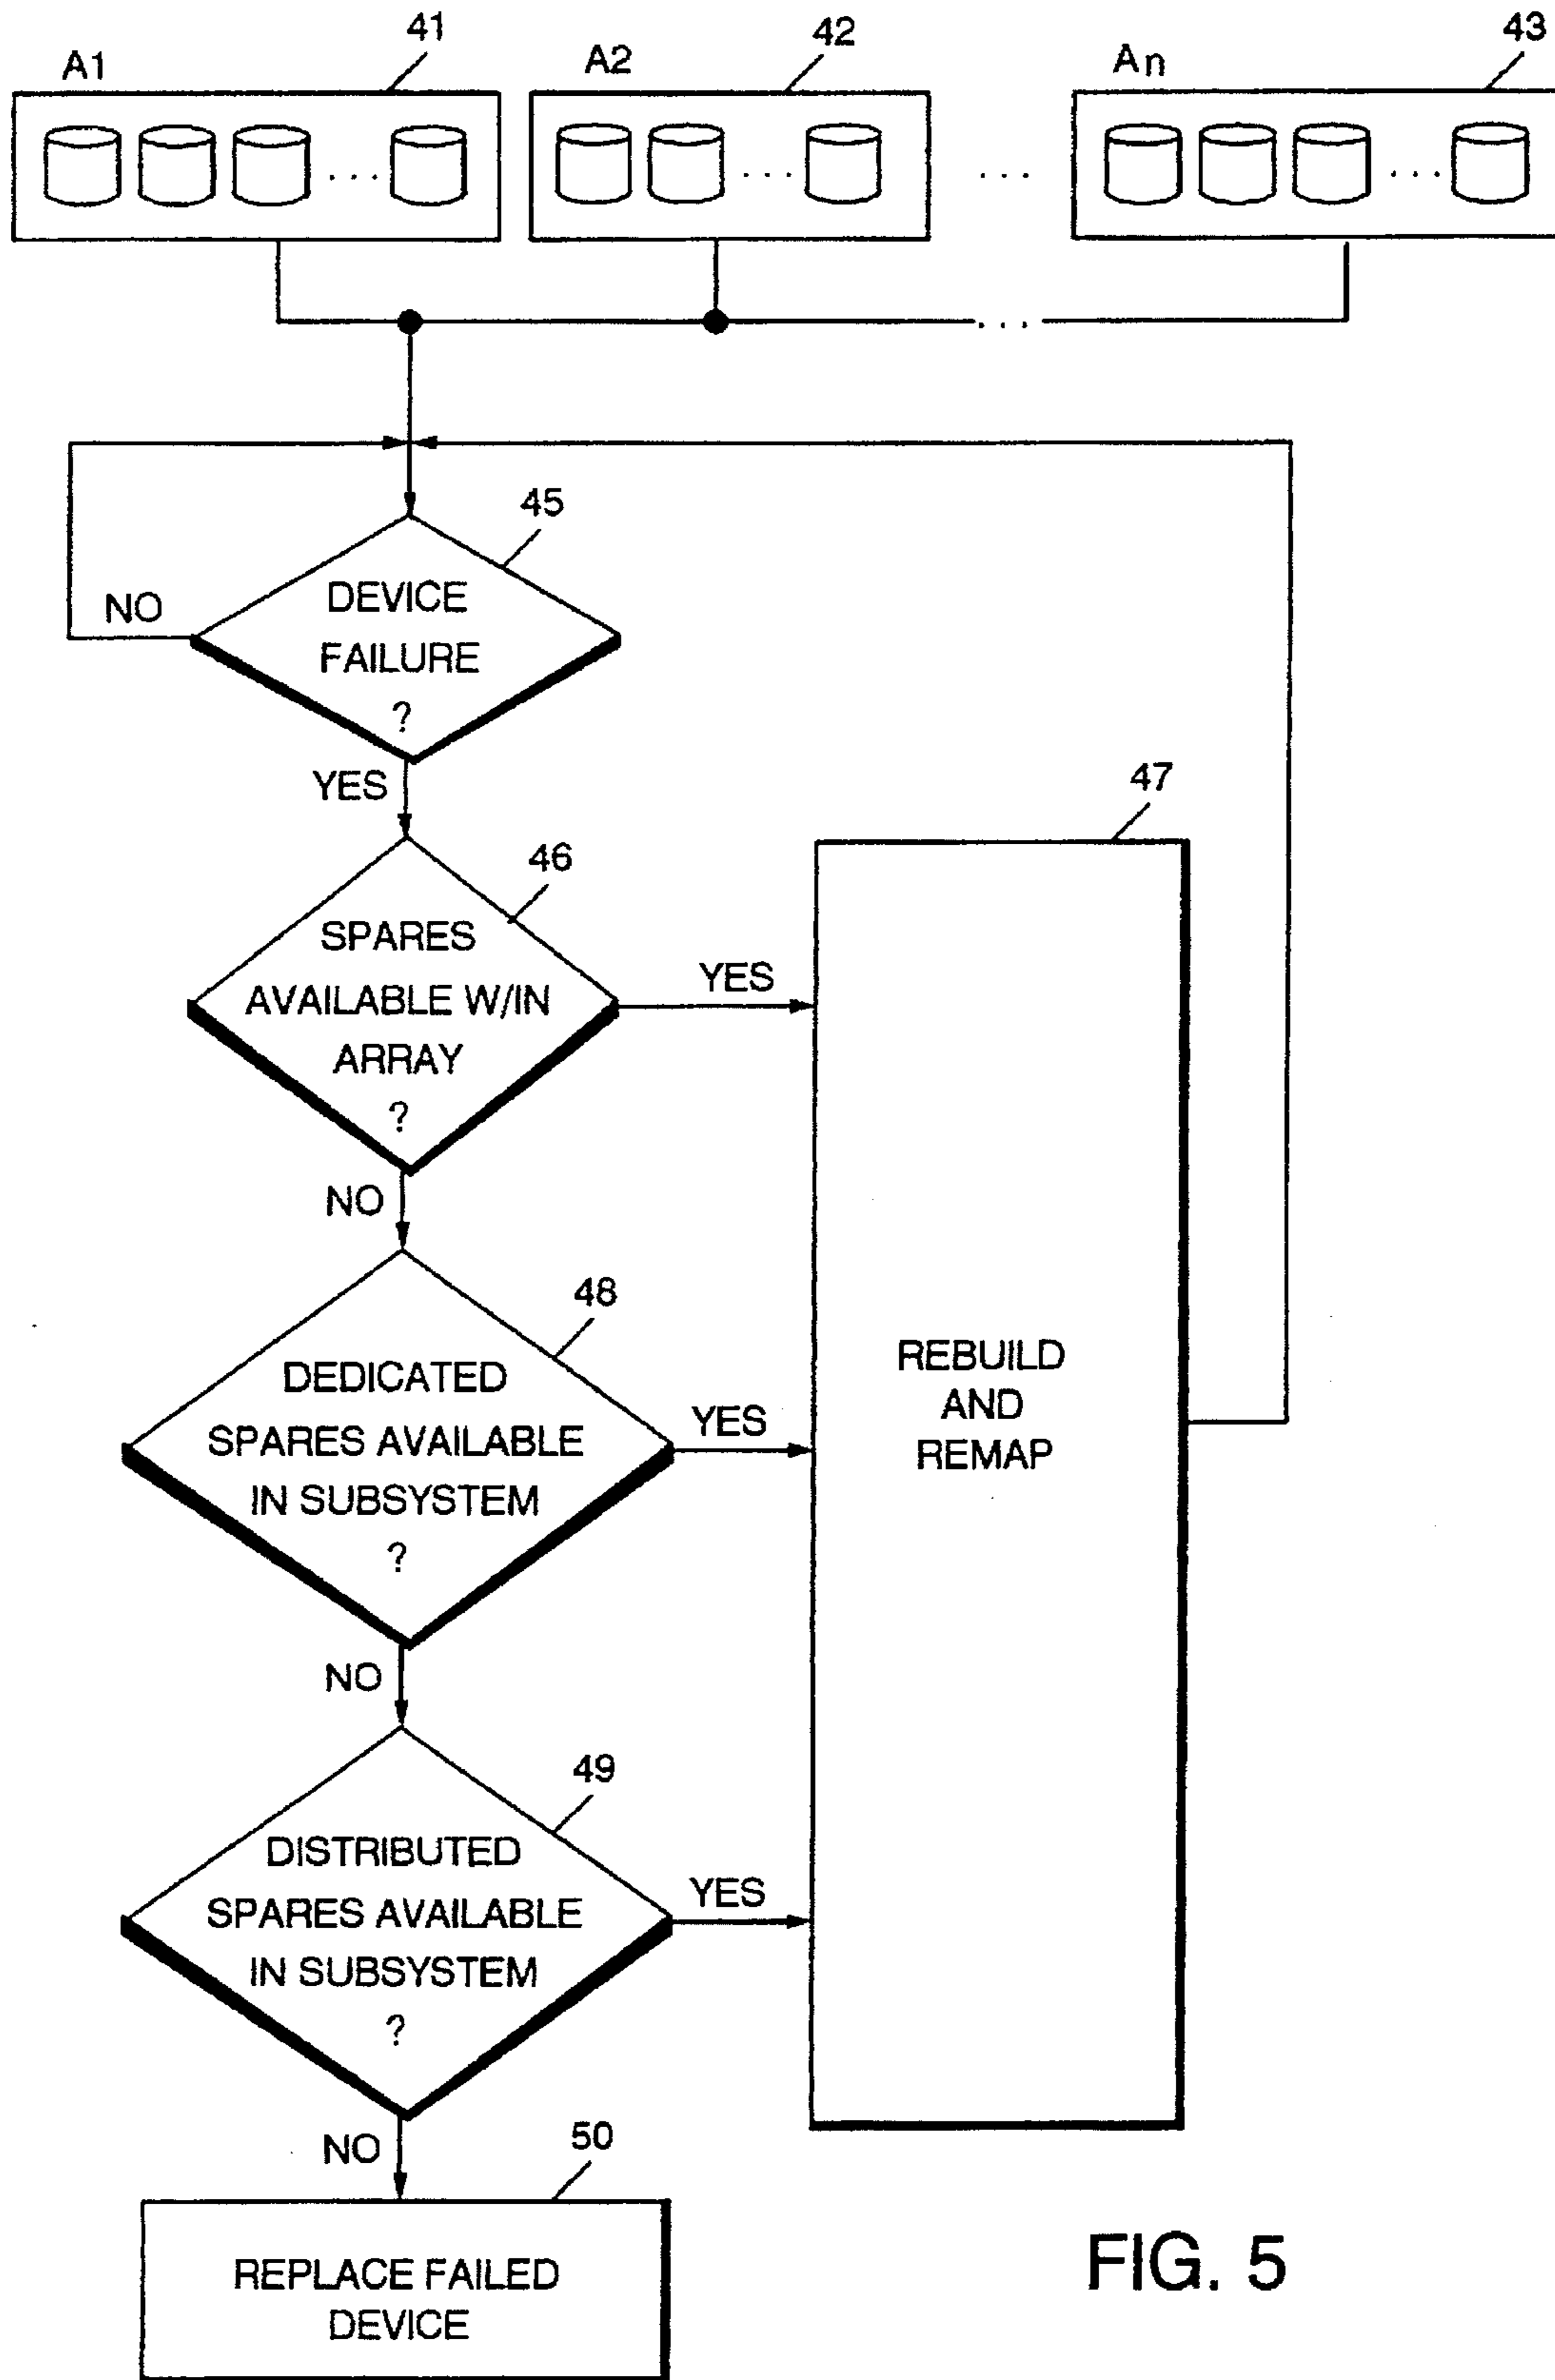 41
42
43
A1
A2
An
. . .
. . .
. . .
. . .
. . .
45
DEVICE
FAILURE
?
NO
YES
46
47
SPARES
AVAILABLE W/IN
ARRAY
?
YES
NO
48
DEDICATED
SPARES AVAILABLE
IN SUBSYSTEM
?
YES
REBUILD
AND
REMAP
NO
49
DISTRIBUTED
SPARES AVAILABLE
IN SUBSYSTEM
?
YES
NO
50
REPLACE FAILED
DEVICE
FIG. 5